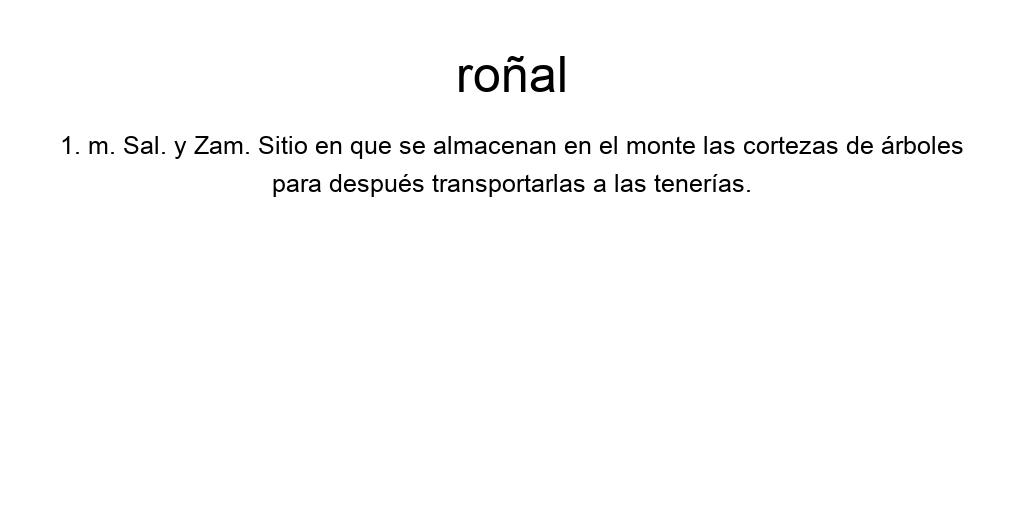 roñal
1. m. Sal. y Zam. Sitio en que se almacenan en el monte las cortezas de árboles
para después transportarlas a las tenerías.